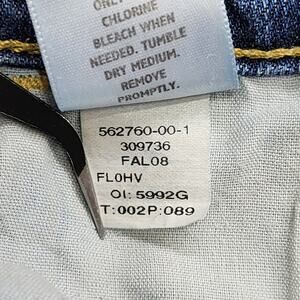 ONLY
CHLORINE
BLEACH WHEN
NEEDED. TUMBLE
DRY MEDIUM.
REMOVE
PROMPTLY.
562760-00-1
309736
FAL08
FL0HV
OI: 5992G
T:002P:089